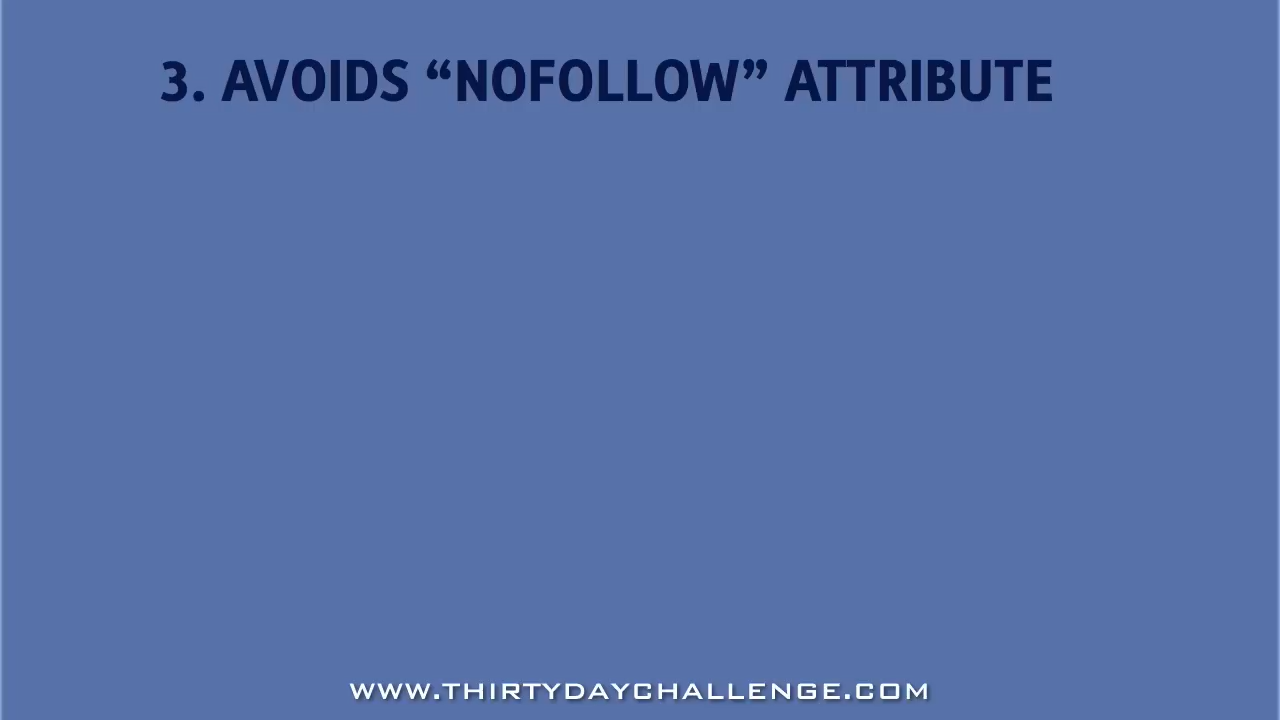 3. AVOIDS “NOFOLLOW” ATTRIBUTE
WWW.THIRTYDAYCHALLENGE.COM